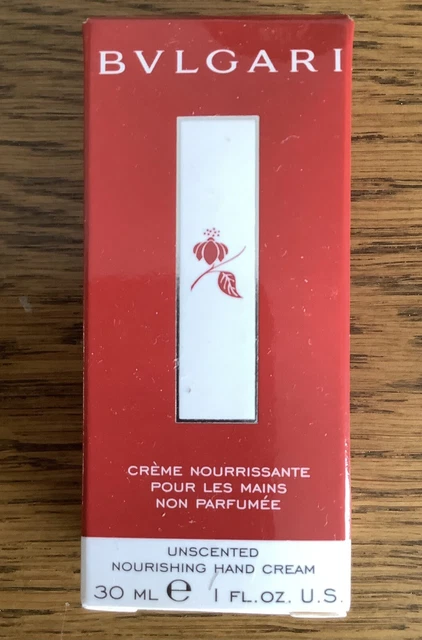 BVLGARI
CRÈME NOURRISSANTE
POUR LES MAINS
NON PARFUMÉE
UNSCENTED
NOURISHING HAND CREAM
30 ML ℮ 1 FL.OZ. U.S.